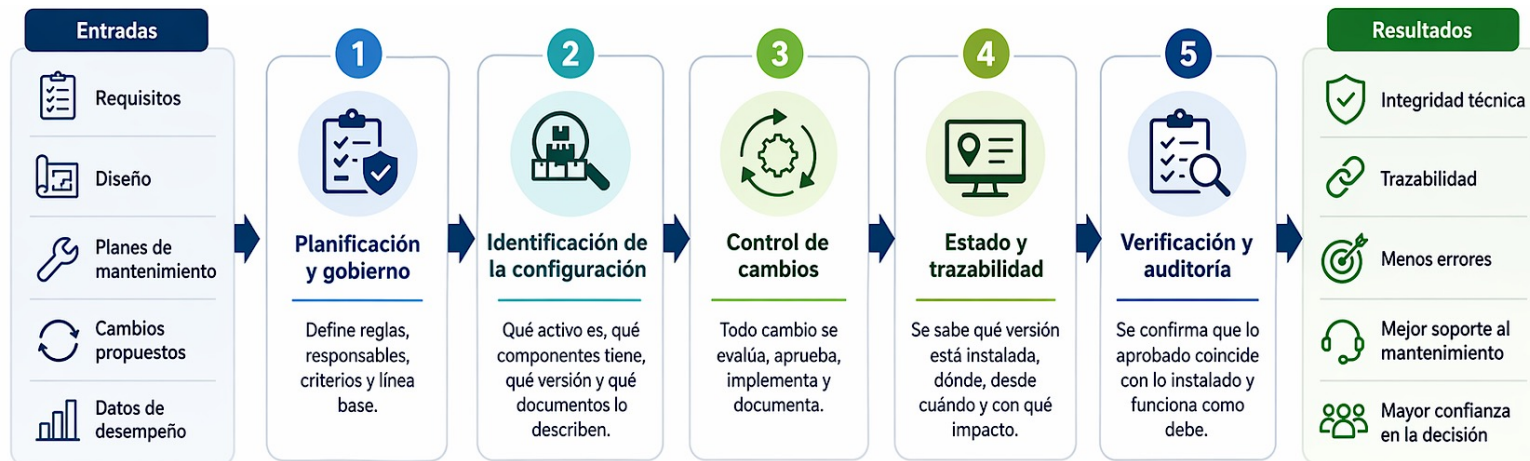 Entradas
Requisitos
Diseño
Planes de
mantenimiento
Cambios
propuestos
Datos de
desempeño
1
Planificación
y gobierno
Define reglas,
responsables,
criterios y línea
base.
2
Identificación de
la configuración
Qué activo es, qué
componentes tiene,
qué versión y qué
documentos lo
describen.
3
Control de
cambios
Todo cambio se
evalúa, aprueba,
implementa y
documenta.
4
Estado y
trazabilidad
Se sabe qué versión
está instalada,
dónde, desde
cuándo y con qué
impacto.
5
Verificación y
auditoría
Se confirma que lo
aprobado coincide
con lo instalado y
funciona como
debe.
Resultados
Integridad técnica
Trazabilidad
Menos errores
Mejor soporte al
mantenimiento
Mayor confianza
en la decisión